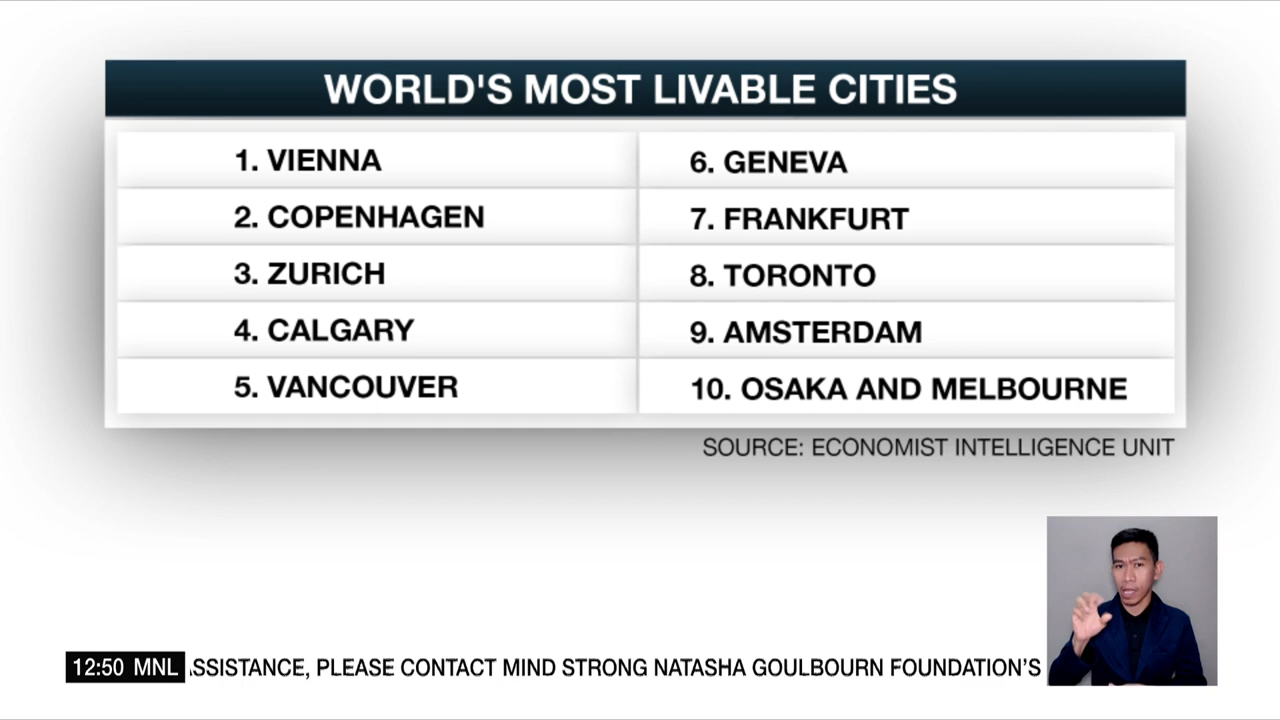 WORLD'S MOST LIVABLE CITIES
1. VIENNA
2. COPENHAGEN
3. ZURICH
4. CALGARY
5. VANCOUVER
6. GENEVA
7. FRANKFURT
8. TORONTO
9. AMSTERDAM
10. OSAKA AND MELBOURNE
SOURCE: ECONOMIST INTELLIGENCE UNIT
12:50 MNL
SSISTANCE, PLEASE CONTACT MIND STRONG NATASHA GOULBOURN FOUNDATION'S